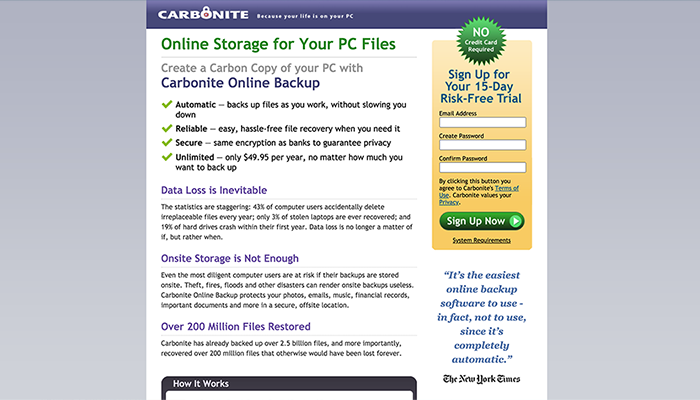 CARBONITE Because your life is on your PC
Online Storage for Your PC Files
Create a Carbon Copy of your PC with
Carbonite Online Backup
Automatic — backs up files as you work, without slowing you
down
Reliable — easy, hassle-free file recovery when you need it
Secure — same encryption as banks to guarantee privacy
Unlimited — only $49.95 per year, no matter how much you
want to back up
Data Loss is Inevitable
The statistics are staggering: 43% of computer users accidentally delete
irreplaceable files every year; only 3% of stolen laptops are ever recovered; and
19% of hard drives crash within their first year. Data loss is no longer a matter of
if, but rather when.
Onsite Storage is Not Enough
Even the most diligent computer users are at risk if their backups are stored
onsite. Theft, fires, floods and other disasters can render onsite backups useless.
Carbonite Online Backup protects your photos, emails, music, financial records,
important documents and more in a secure, offsite location.
Over 200 Million Files Restored
Carbonite has already backed up over 2.5 billion files, and more importantly,
recovered over 200 million files that otherwise would have been lost forever.
How It Works
NO
Credit Card
Required
Sign Up for
Your 15-Day
Risk-Free Trial
Email Address
Create Password
Confirm Password
By clicking this button you
agree to Carbonite's Terms of
Use. Carbonite values your
Privacy.
Sign Up Now
System Requirements
“It’s the easiest
online backup
software to use -
in fact, not to use,
since it’s
completely
automatic.”
The New York Times